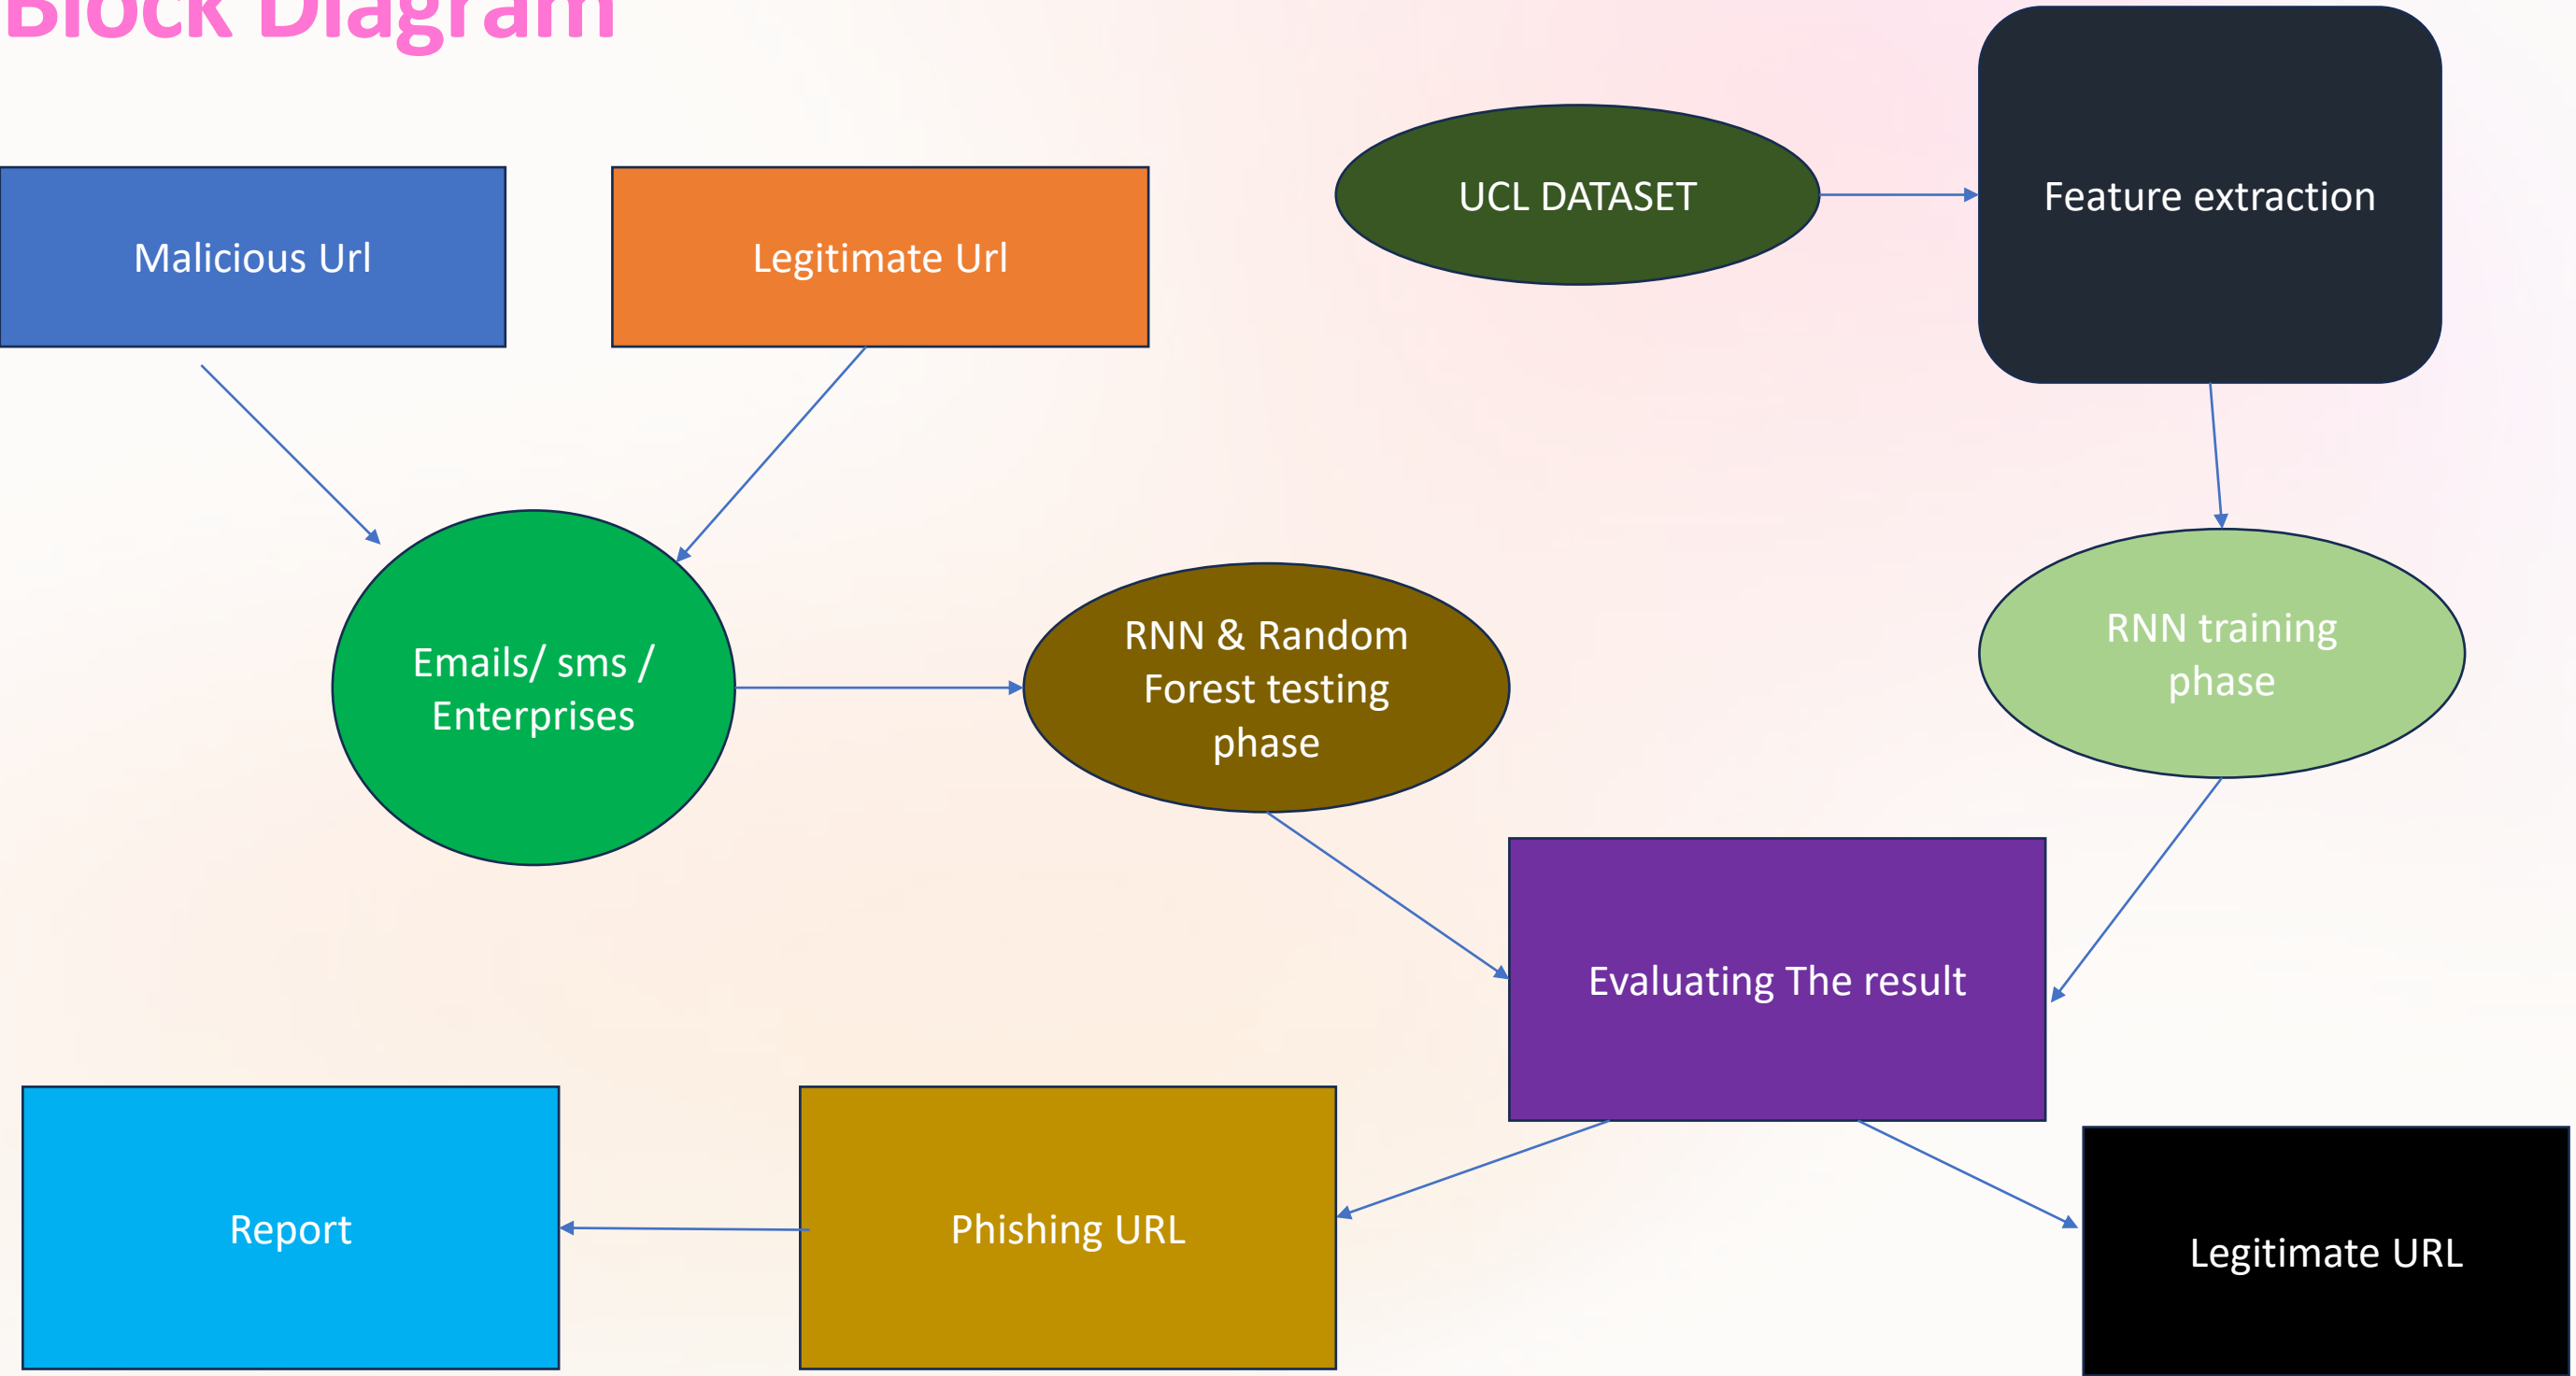 Block Diagram
Malicious Url
Legitimate Url
UCL DATASET
Feature extraction
Emails/ sms /
Enterprises
RNN & Random
Forest testing
phase
RNN training
phase
Evaluating The result
Report
Phishing URL
Legitimate URL